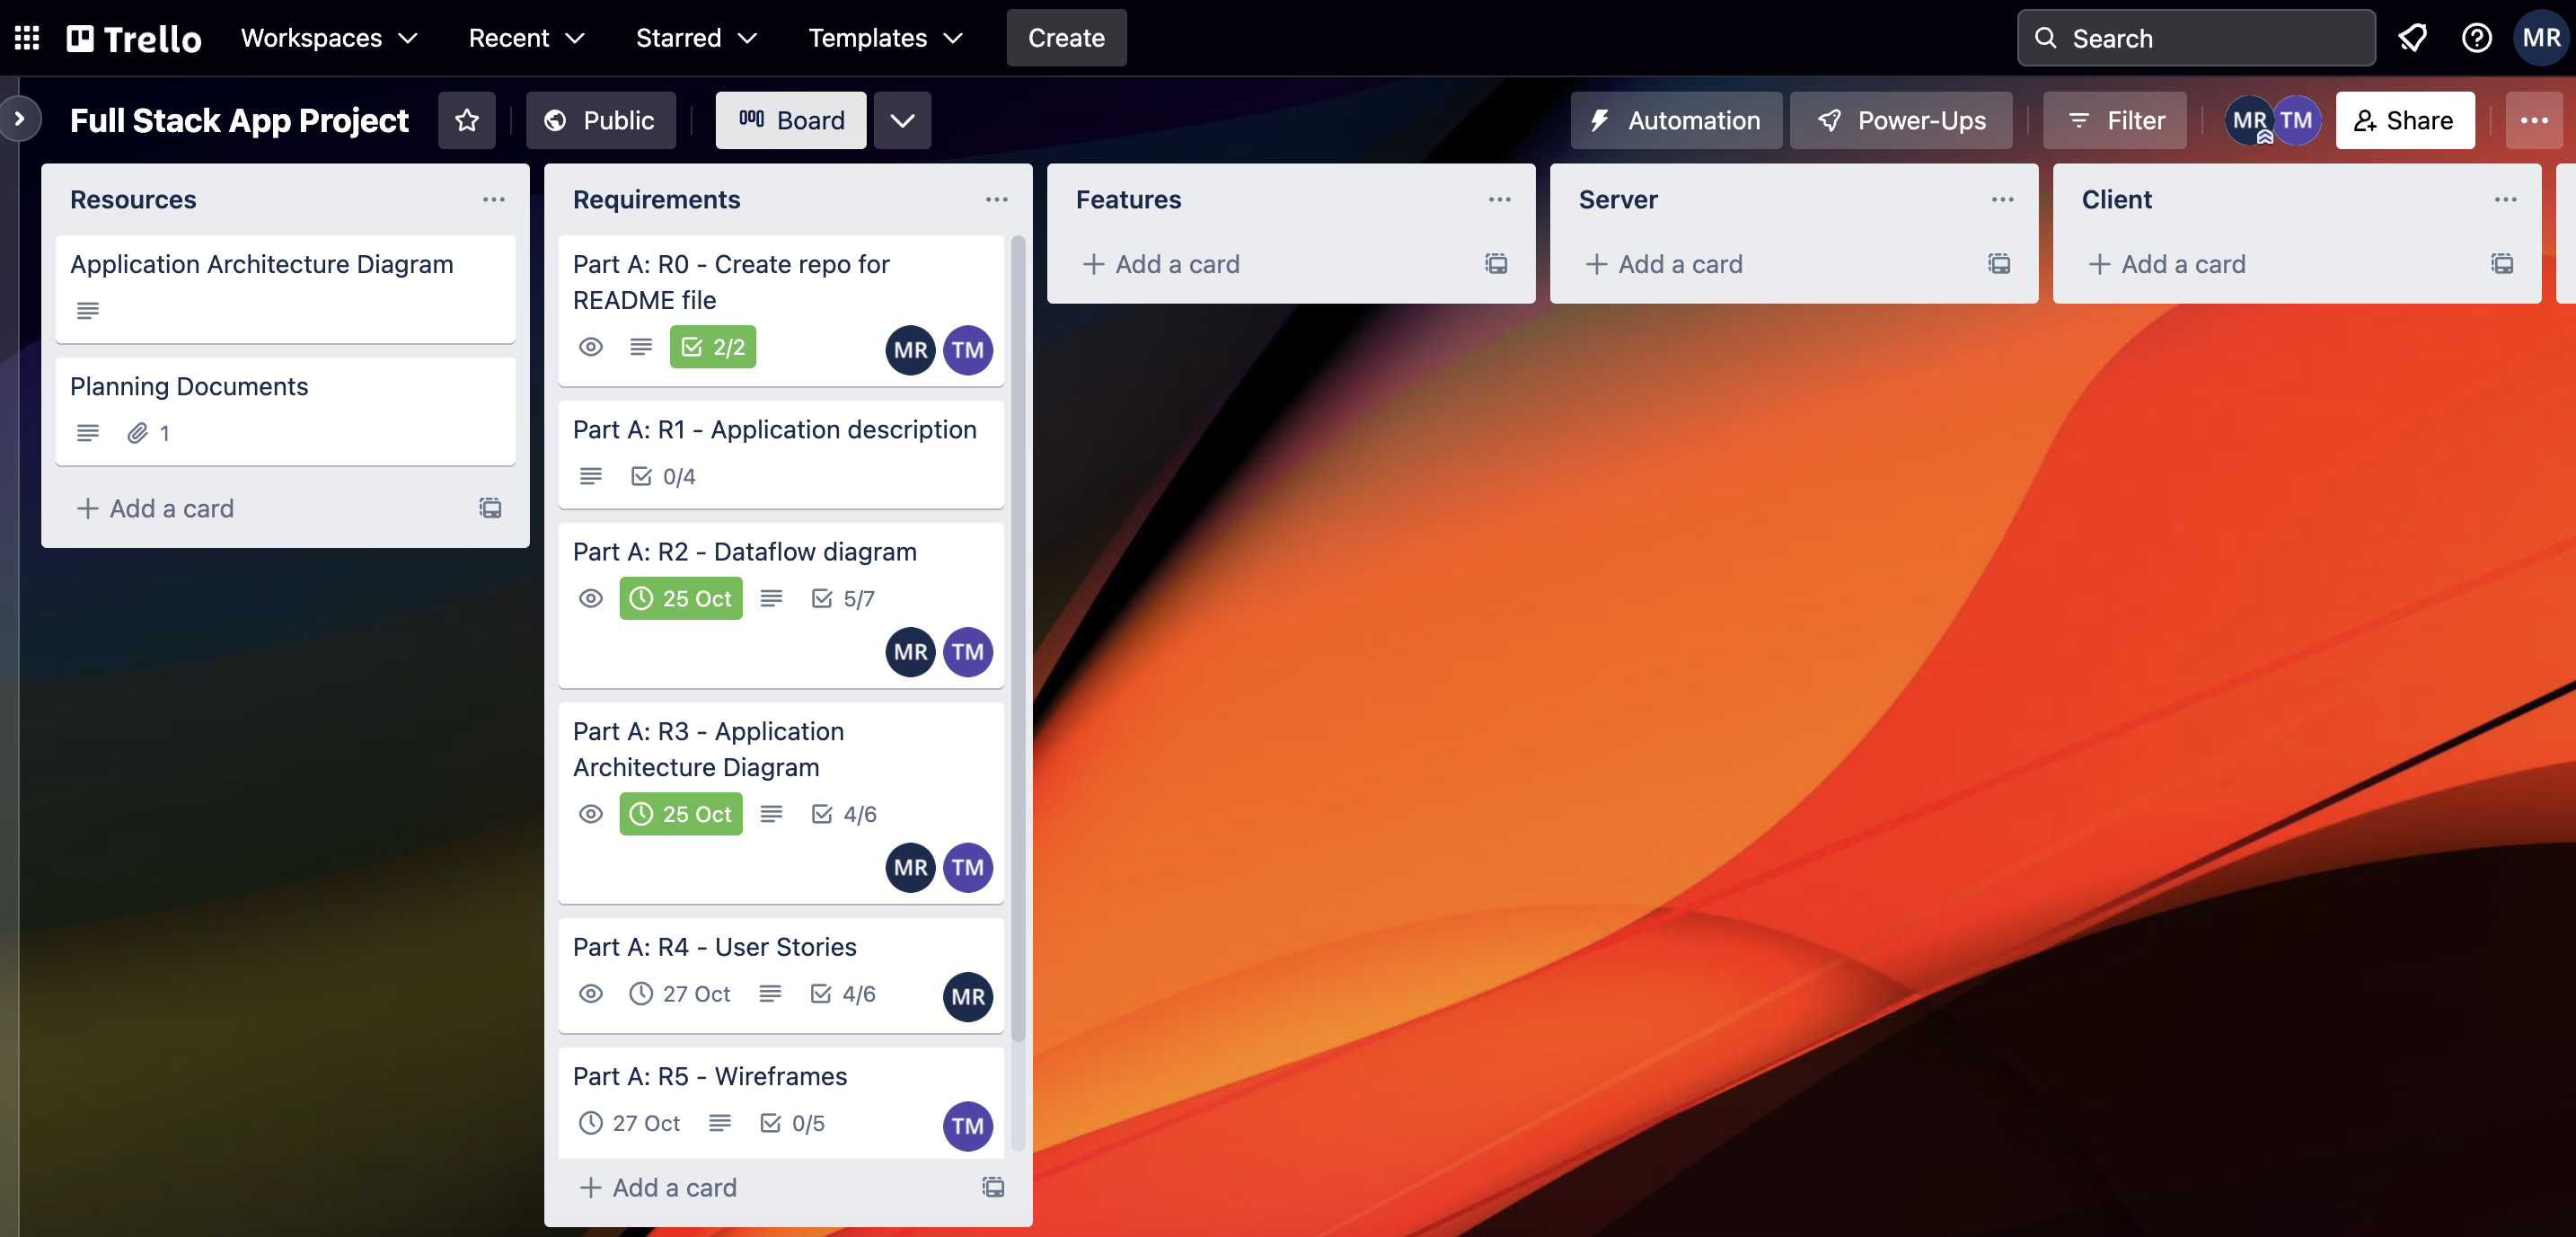 Trello Workspaces Recent Starred Templates Create Search MR
Full Stack App Project Public Board Automation Power-Ups Filter MR TM Share
Resources
Application Architecture Diagram
Planning Documents
1
Add a card
Requirements
Part A: R0 - Create repo for
README file
2/2 MR TM
Part A: R1 - Application description
0/4
Part A: R2 - Dataflow diagram
25 Oct 5/7
MR TM
Part A: R3 - Application
Architecture Diagram
25 Oct 4/6
MR TM
Part A: R4 - User Stories
27 Oct 4/6 MR
Part A: R5 - Wireframes
27 Oct 0/5 TM
Add a card
Features
Add a card
Server
Add a card
Client
Add a card